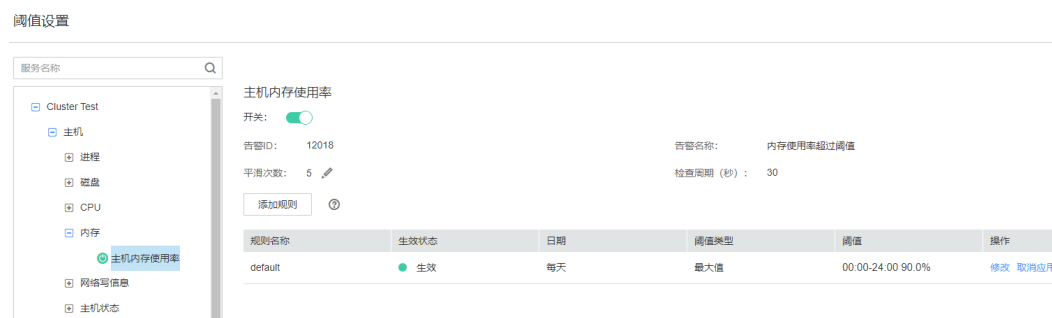 阈值设置
服务名称
Cluster Test
主机
进程
磁盘
CPU
内存
主机内存使用率
网络写信息
主机状态
主机内存使用率
开关：
告警ID： 12018 告警名称： 内存使用率超过阈值
平滑次数： 5 检查周期（秒）： 30
添加规则
规则名称 生效状态 日期 阈值类型 阈值 操作
default 生效 每天 最大值 00:00-24:00 90.0% 修改 取消应用